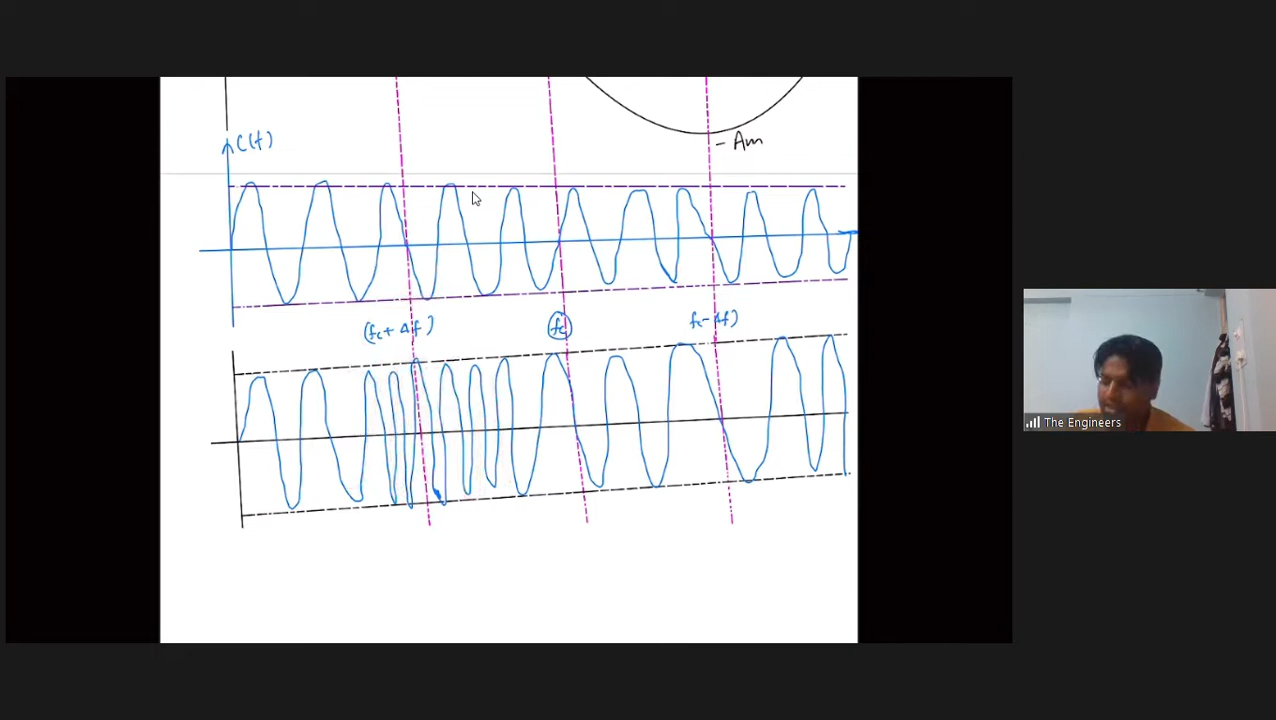 C(t)
- Am
(fc + Δf)
fc
fc - Δf)
The Engineers